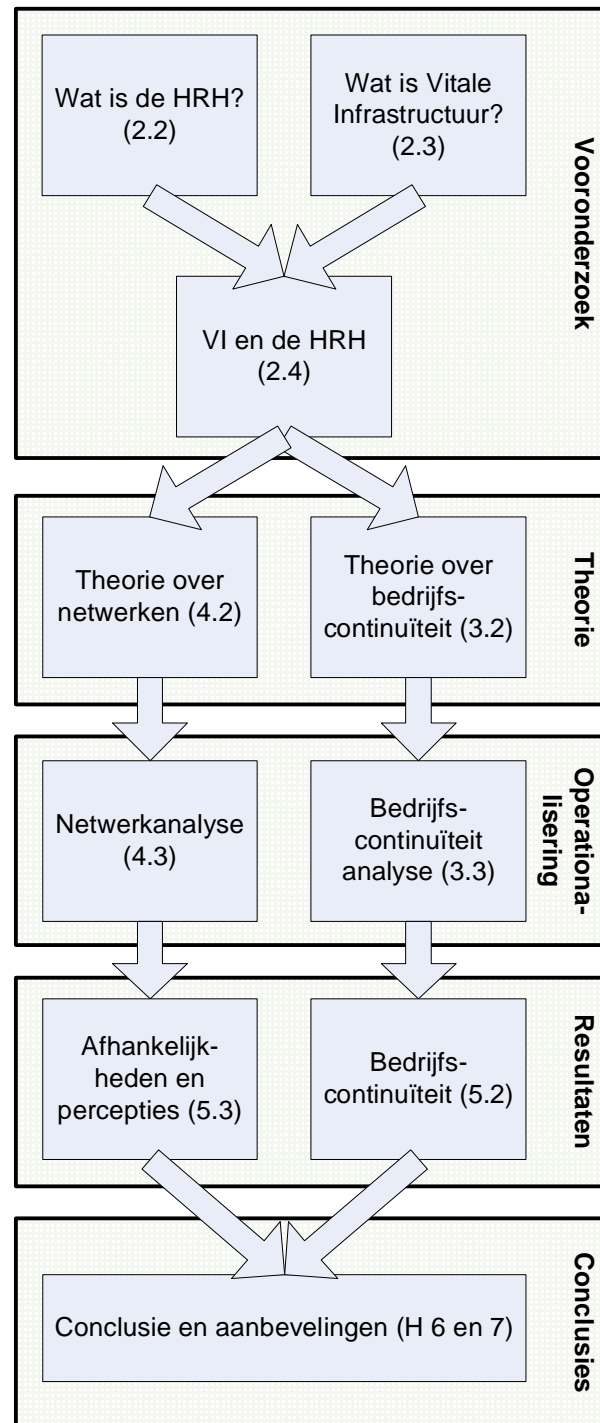 Wat is de HRH?
(2.2)
Wat is Vitale
Infrastructuur?
(2.3)
Vooronderzoek
VI en de HRH
(2.4)
Theorie over
netwerken (4.2)
Theorie over
bedrijfs-
continuïteit (3.2)
Theorie
Netwerkanalyse
(4.3)
Bedrijfs-
continuïteit
analyse (3.3)
Operationa-
lisering
Afhankelijk-
heden en
percepties (5.3)
Bedrijfs-
continuïteit (5.2)
Resultaten
Conclusie en aanbevelingen (H 6 en 7)
Conclusies